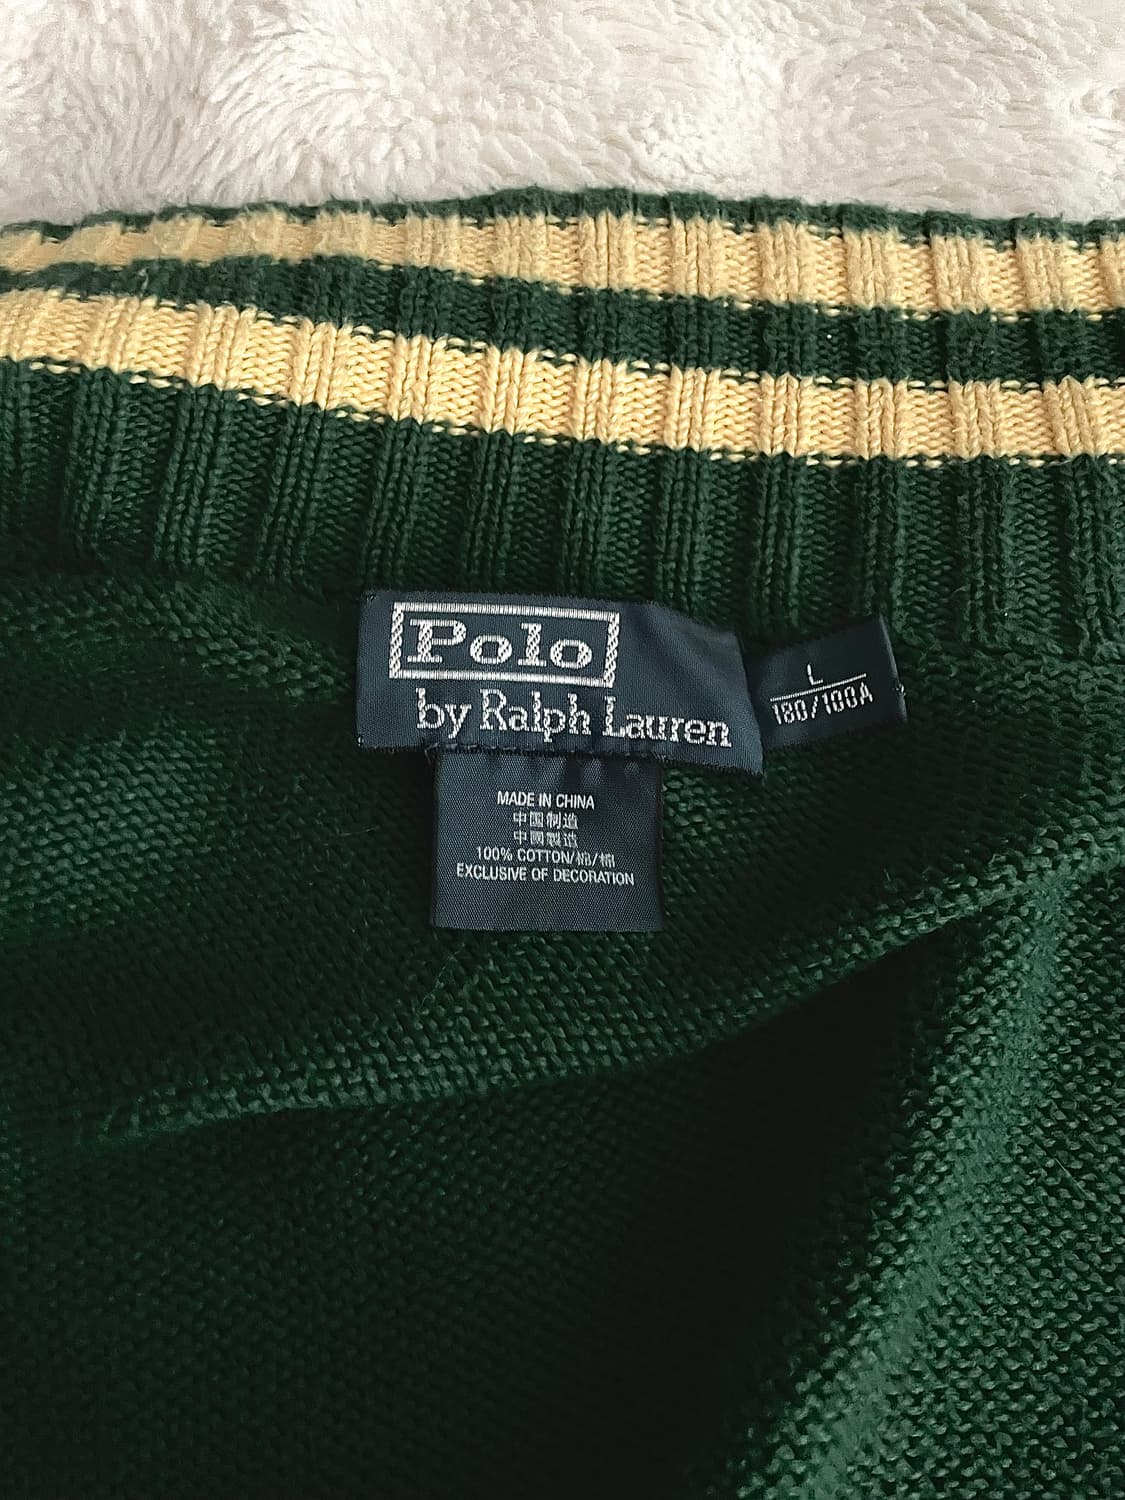 Polo
by Ralph Lauren
L
180/100A
MADE IN CHINA
中国制造
中國製造
100% COTTON/棉/棉
EXCLUSIVE OF DECORATION